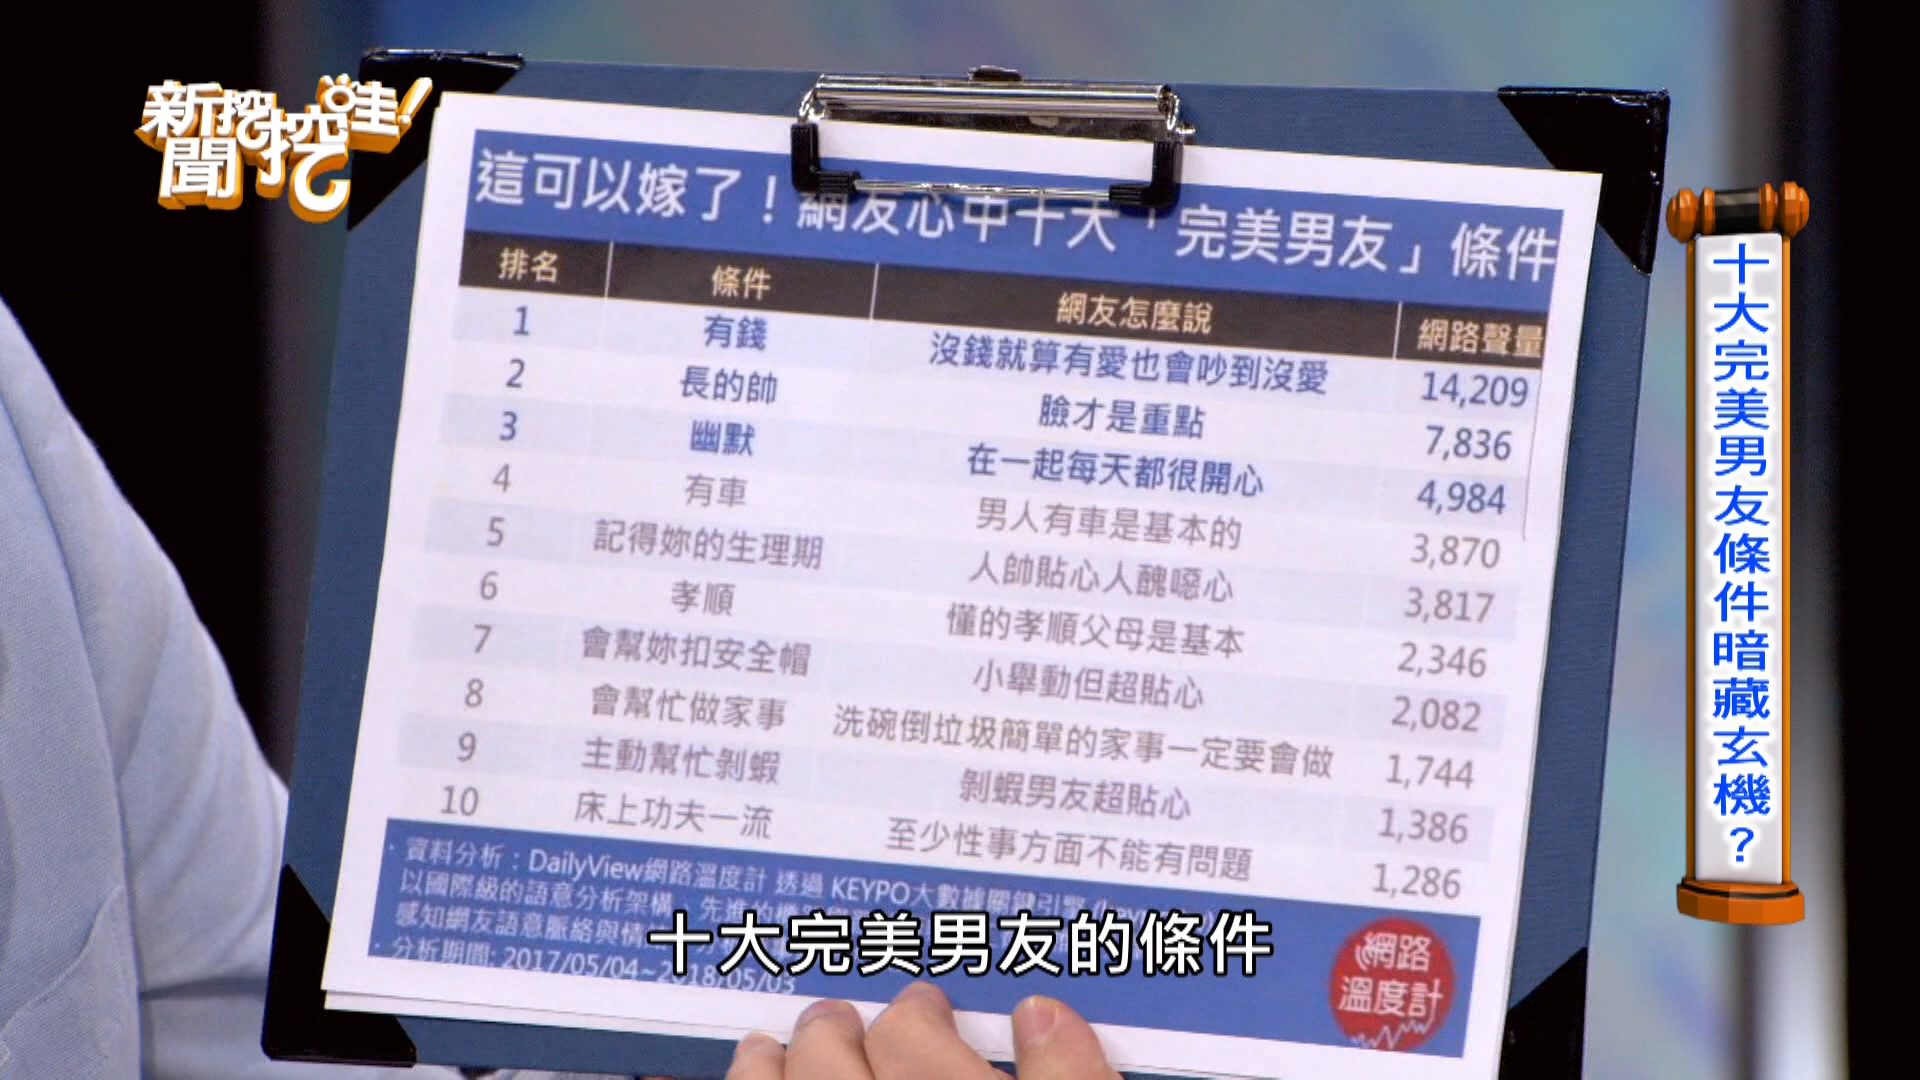 新聞挖挖哇!
這可以嫁了!網友心中十大「完美男友」條件
排名 條件 網友怎麼說 網路聲量
1 有錢 沒錢就算有愛也會吵到沒愛 14,209
2 長的帥 臉才是重點 7,836
3 幽默 在一起每天都很開心 4,984
4 有車 男人有車是基本的 3,870
5 記得妳的生理期 人帥貼心人醜噁心 3,817
6 孝順 懂的孝順父母是基本 2,346
7 會幫妳扣安全帽 小舉動但超貼心 2,082
8 會幫忙做家事 洗碗倒垃圾簡單的家事一定要會做 1,744
9 主動幫忙剝蝦 剝蝦男友超貼心 1,386
10 床上功夫一流 至少性事方面不能有問題 1,286
· 資料分析：DailyView網路溫度計 透過 KEYPO大數據關鍵引擎
以國際級的語意分析架構、先進的
感知網友語意脈絡與情
· 分析期間: 2017/05/04~2018/05/03
網路
溫度計
十大完美男友的條件
十大完美男友條件暗藏玄機?